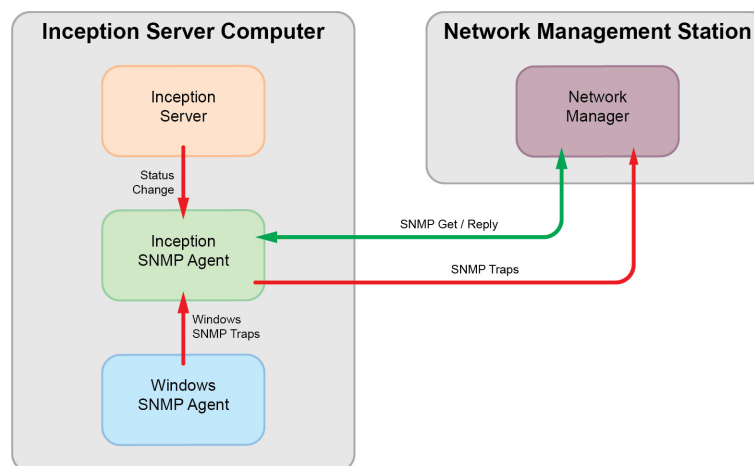 Inception Server Computer
Network Management Station
Inception
Server
Network
Manager
Status
Change
Inception
SNMP Agent
SNMP Get / Reply
SNMP Traps
Windows
SNMP Traps
Windows
SNMP Agent